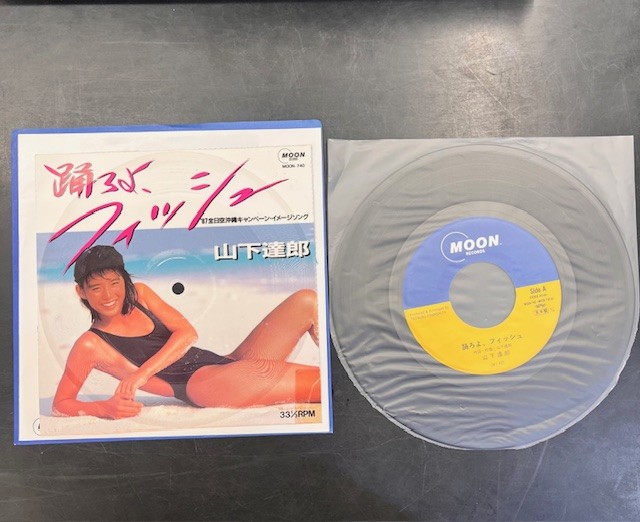 MOON
MOON-740
踊ろよ、
フィッシュ
'87全日空沖縄キャンペーン・イメージソング
山下達郎
33⅓RPM
MOON
RECORDS
Side A
踊ろよ、フィッシュ
山下達郎